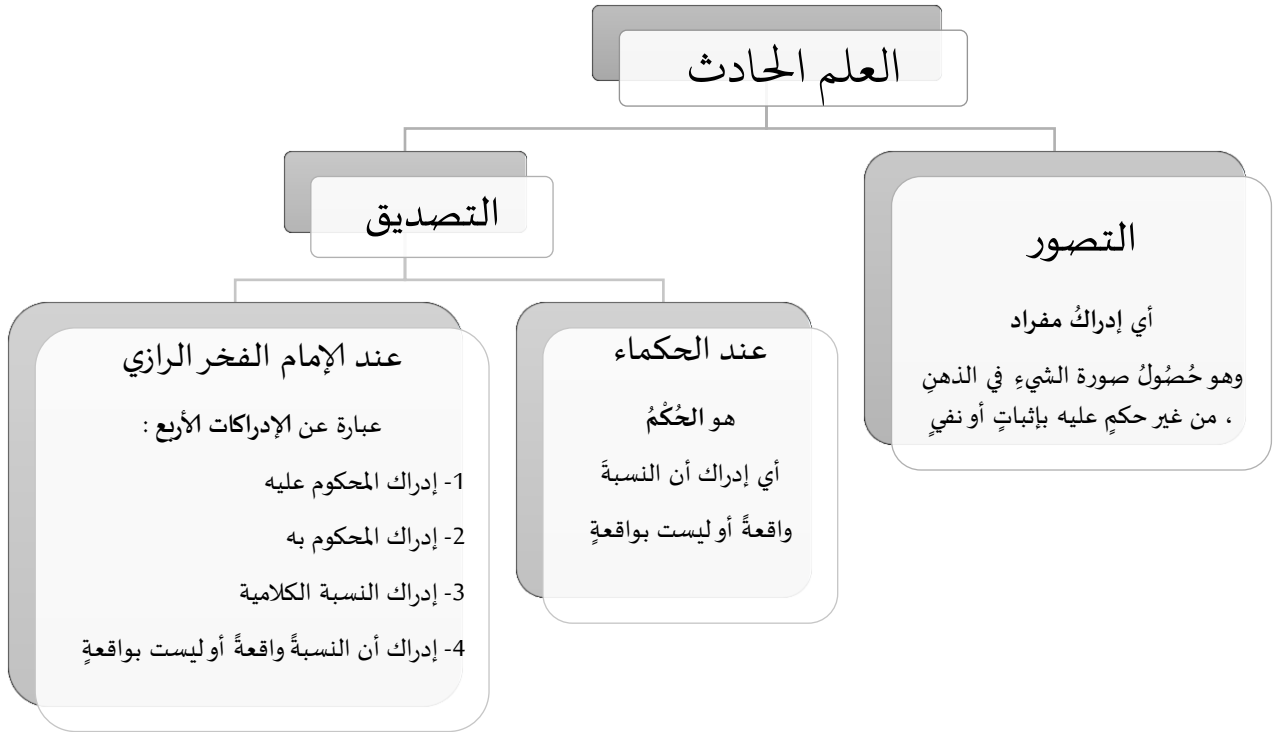 العلم الحادث
التصور
أي إدراكُ مفراد
وهو حُصُولُ صورة الشيءِ في الذهنِ
، من غير حكمٍ عليه بإثباتٍ أو نفيٍ
التصديق
عند الحكماء
هو الحُكْمُ
أي إدراك أن النسبةَ
واقعةً أو ليست بواقعةٍ
عند الإمام الفخر الرازي
عبارة عن الإدراكات الأربع :
1- إدراك المحكوم عليه
2- إدراك المحكوم به
3- إدراك النسبة الكلامية
4- إدراك أن النسبةً واقعةً أو ليست بواقعةٍ